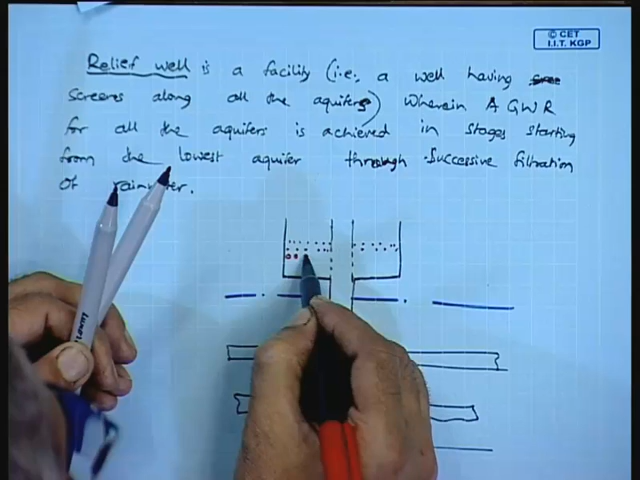 © CET
I.I.T. KGP
Relief well is a facility (i.e., a well having
screens along all the aquifers) wherein AGWR
for all the aquifers is achieved in stages starting
from the lowest aquifer through successive filtration
of